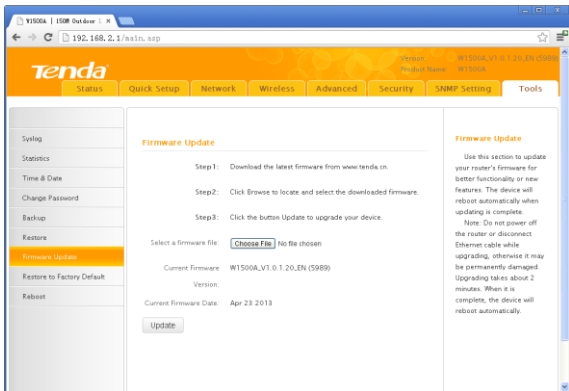 W1500A | 150M Outdoor
192.168.2.1/main.asp
Tenda
Version W1500A_V1.0.1.20_EN (5989)
Product Name W1500A
Status Quick Setup Network Wireless Advanced Security SNMP Setting Tools
Syslog
Statistics
Time & Date
Change Password
Backup
Restore
Firmware Update
Restore to Factory Default
Reboot
Firmware Update
Step1: Download the latest firmware from www.tenda.cn.
Step2: Click Browse to locate and select the downloaded firmware.
Step3: Click the button Update to upgrade your device.
Select a firmware file: Choose File No file chosen
Current Firmware W1500A_V1.0.1.20_EN (5989)
Version:
Current Firmware Date: Apr 23 2013
Update
Firmware Update
Use this section to update
your router's firmware for
better functionality or new
features. The device will
reboot automatically when
updating is complete.
Note: Do not power off
the router or disconnect
Ethernet cable while
upgrading, otherwise it may
be permanently damaged.
Upgrading takes about 2
minutes. When it is
complete, the device will
reboot automatically.